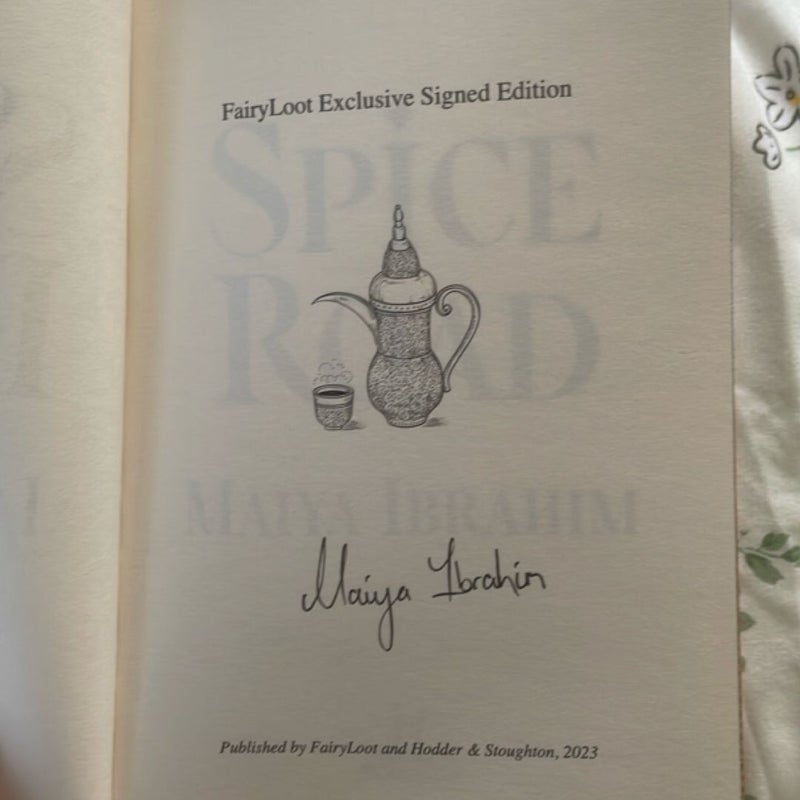 FairyLoot Exclusive Signed Edition
SPICE
ROAD
MAIYA IBRAHIM
Maiya Ibrahim
Published by FairyLoot and Hodder & Stoughton, 2023